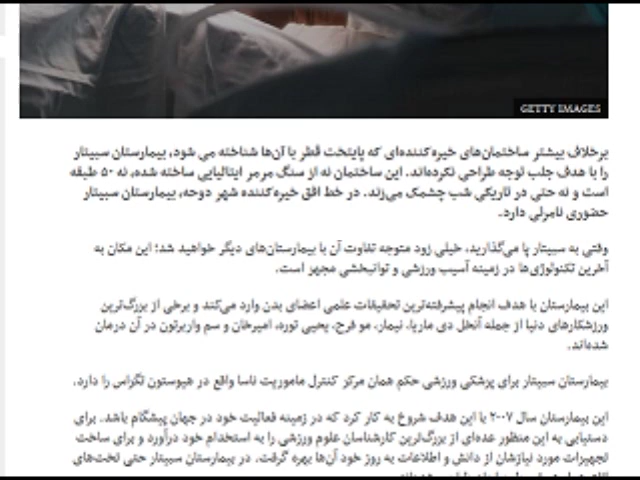 GETTY IMAGES
برخلاف بیشتر ساختمان‌های خیره‌کننده‌ای که پایتخت قطر با آن‌ها شناخته می شود، بیمارستان سبیتار
را با هدف جلب توجه طراحی نکرده‌اند. این ساختمان نه از سنگ مرمر ایتالیایی ساخته شده، نه ۵۰ طبقه
است و نه حتی در تاریکی شب چشمک می‌زند. در خط افق خیره‌کننده شهر دوحه، بیمارستان سبیتار
حضوری نامرئی دارد.
وقتی به سبیتار پا می‌گذارید، خیلی زود متوجه تفاوت آن با بیمارستان‌های دیگر خواهید شد؛ این مکان به
آخرین تکنولوژی‌ها در زمینه آسیب ورزشی و توانبخشی مجهز است.
این بیمارستان با هدف انجام پیشرفته‌ترین تحقیقات علمی اعضای بدن وارد می‌کند و برخی از بزرگ‌ترین
ورزشکارهای دنیا از جمله آنخل دی ماریا، نیمار، مو فرح، یحیی توره، امیرخان و سم واربرتون در آن درمان
شده‌اند.
بیمارستان سبیتار برای پزشکی ورزشی حکم همان مرکز کنترل ماموریت ناسا واقع در هیوستون تگزاس را دارد.
این بیمارستان سال ۲۰۰۷ با این هدف شروع به کار کرد که در زمینه فعالیت خود در جهان پیشگام باشد. برای
دستیابی به این منظور عده‌ای از بزرگ‌ترین کارشناسان علوم ورزشی را به استخدام خود درآورد و برای ساخت
تجهیزات مورد نیازشان از دانش و اطلاعات به روز خود آن‌ها بهره گرفت. در بیمارستان سبیتار حتی تخت‌های